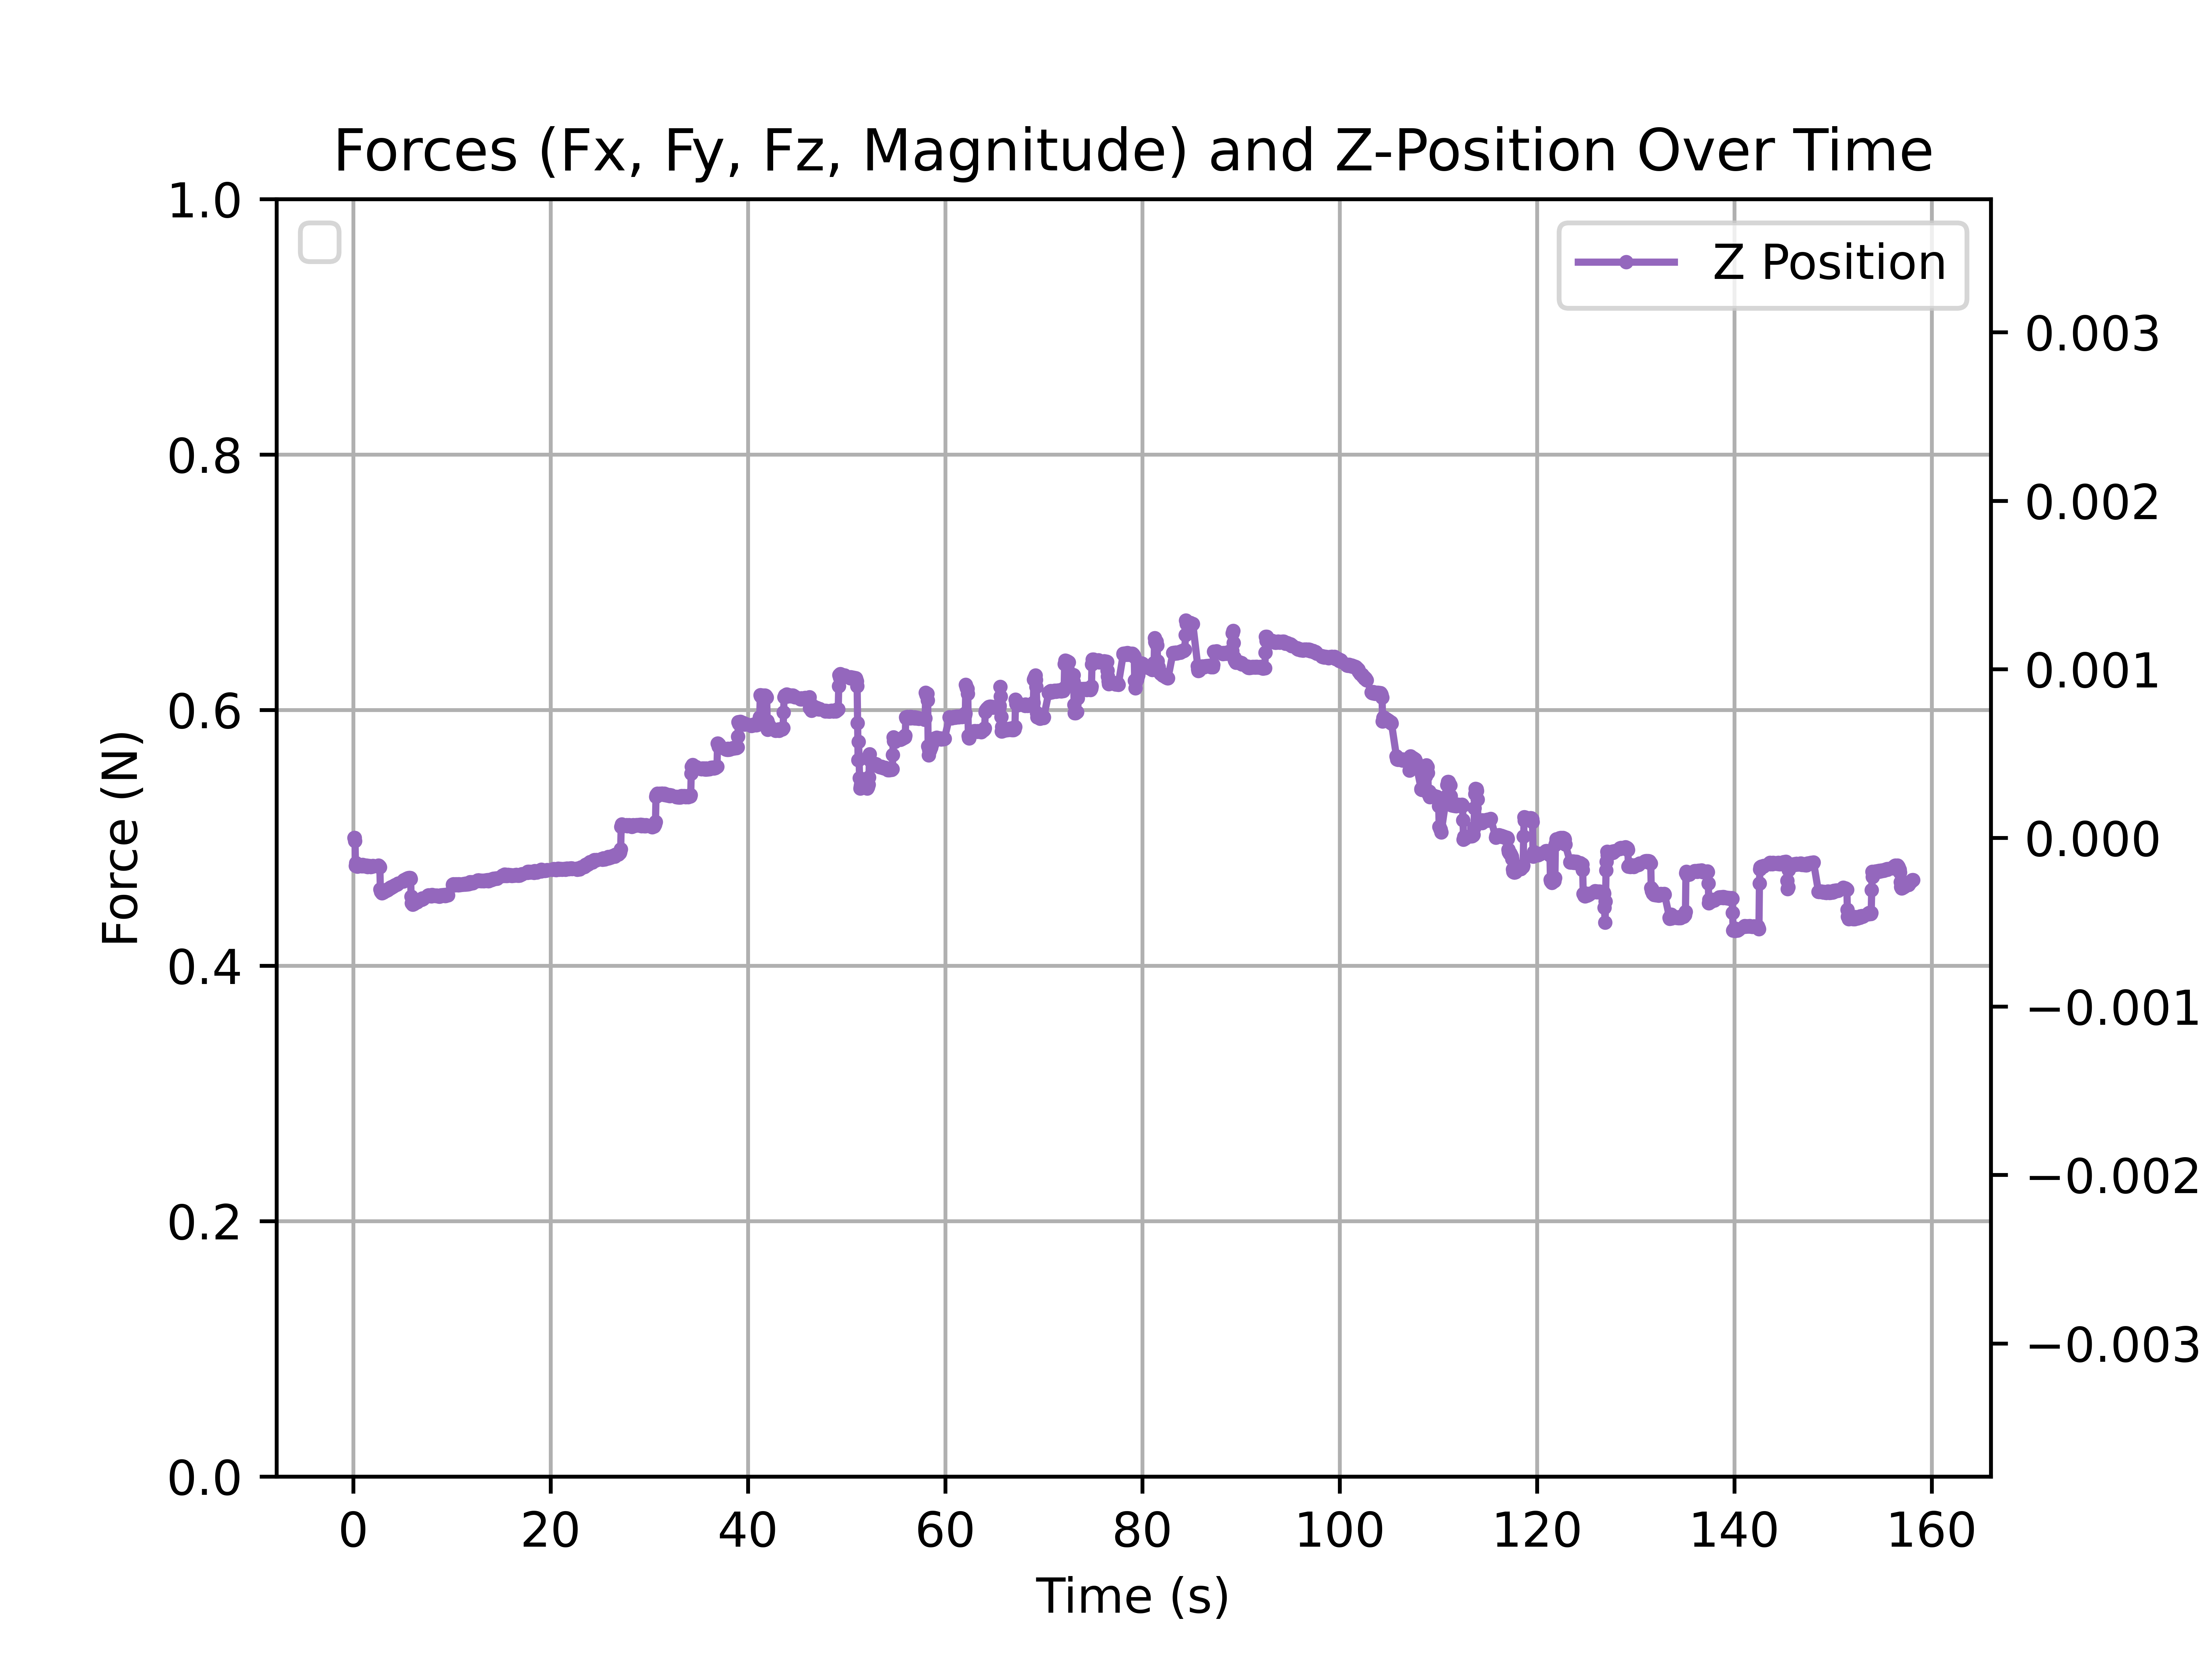 Forces (Fx, Fy, Fz, Magnitude) and Z-Position Over Time
Z Position
1.0
0.8
0.6
0.4
0.2
0.0
Force (N)
0.003
0.002
0.001
0.000
−0.001
−0.002
−0.003
0 20 40 60 80 100 120 140 160
Time (s)